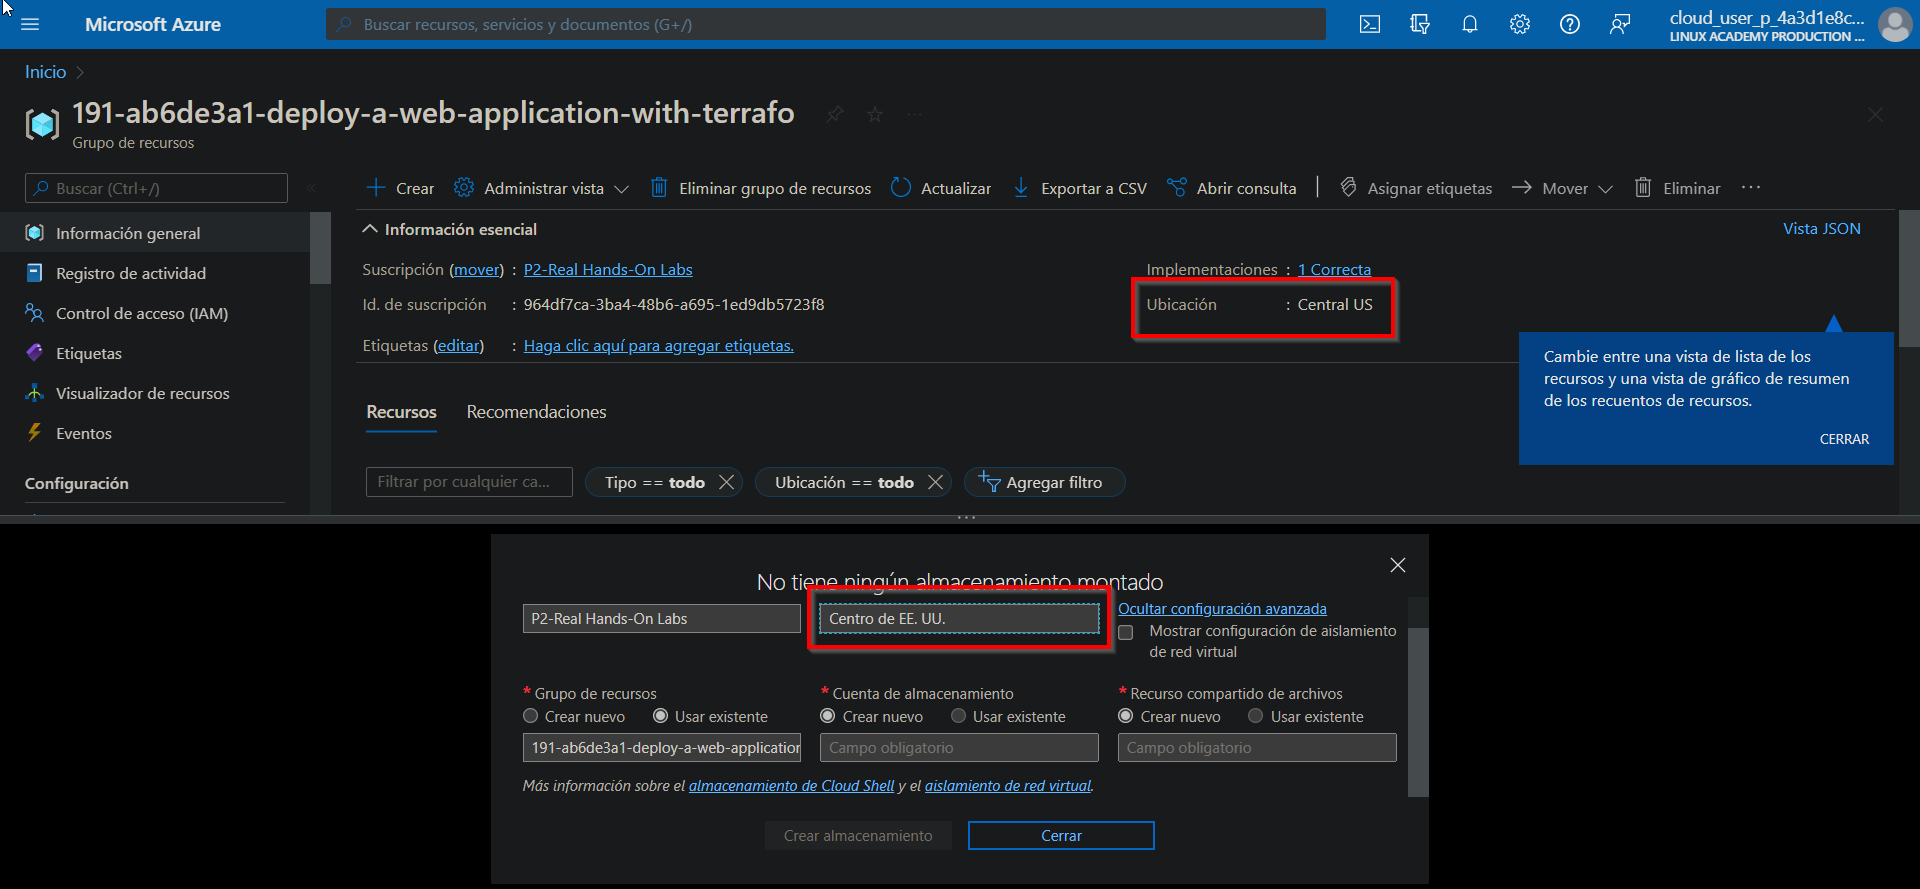 Microsoft Azure
Buscar recursos, servicios y documentos (G+/)
cloud_user_p_4a3d1e8c...
LINUX ACADEMY PRODUCTION ...
Inicio
191-ab6de3a1-deploy-a-web-application-with-terrafo
Grupo de recursos
Buscar (Ctrl+/)
Crear
Administrar vista
Eliminar grupo de recursos
Actualizar
Exportar a CSV
Abrir consulta
Asignar etiquetas
Mover
Eliminar
Información general
Registro de actividad
Control de acceso (IAM)
Etiquetas
Visualizador de recursos
Eventos
Configuración
Información esencial
Vista JSON
Suscripción (mover) : P2-Real Hands-On Labs
Implementaciones : 1 Correcta
Id. de suscripción : 964df7ca-3ba4-48b6-a695-1ed9db5723f8
Ubicación : Central US
Etiquetas (editar) : Haga clic aquí para agregar etiquetas.
Cambie entre una vista de lista de los
recursos y una vista de gráfico de resumen
de los recuentos de recursos.
CERRAR
Recursos
Recomendaciones
Filtrar por cualquier ca...
Tipo == todo
Ubicación == todo
Agregar filtro
No tiene ningún almacenamiento montado
P2-Real Hands-On Labs
Centro de EE. UU.
Ocultar configuración avanzada
Mostrar configuración de aislamiento
de red virtual
* Grupo de recursos
Crear nuevo
Usar existente
191-ab6de3a1-deploy-a-web-application
* Cuenta de almacenamiento
Crear nuevo
Usar existente
Campo obligatorio
* Recurso compartido de archivos
Crear nuevo
Usar existente
Campo obligatorio
Más información sobre el almacenamiento de Cloud Shell y el aislamiento de red virtual.
Crear almacenamiento
Cerrar